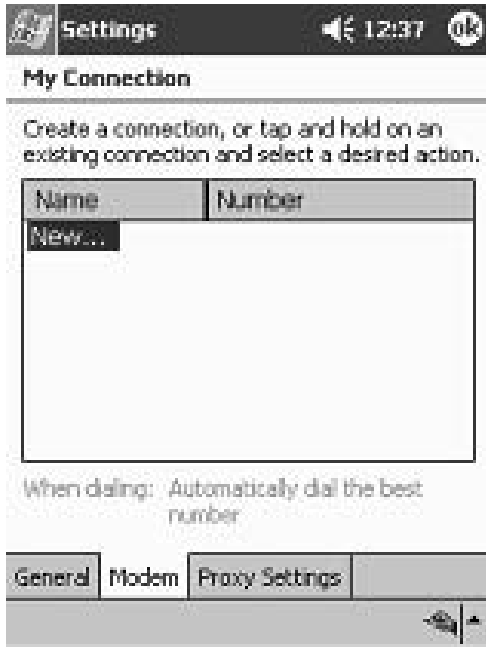 Settings 12:37 ok
My Connection
Create a connection, or tap and hold on an
existing connection and select a desired action.
Name Number
New...
When dialing: Automatically dial the best
number
General Modem Proxy Settings